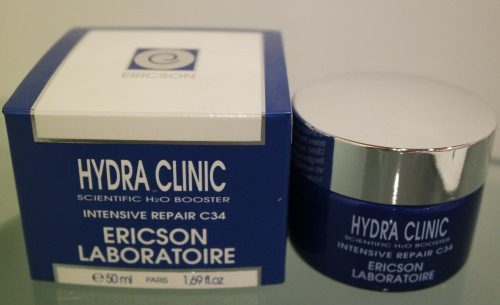 ERICSON
HYDRA CLINIC
SCIENTIFIC H2O BOOSTER
INTENSIVE REPAIR C34
ERICSON
LABORATOIRE
e 50 ml PARIS 1.69 fl.oz
HYDR'A CLINIC
SCIENTIFIC H2O BOOSTER
INTENSIVE REPAIR C34
ERICSON
LABORATOIRE